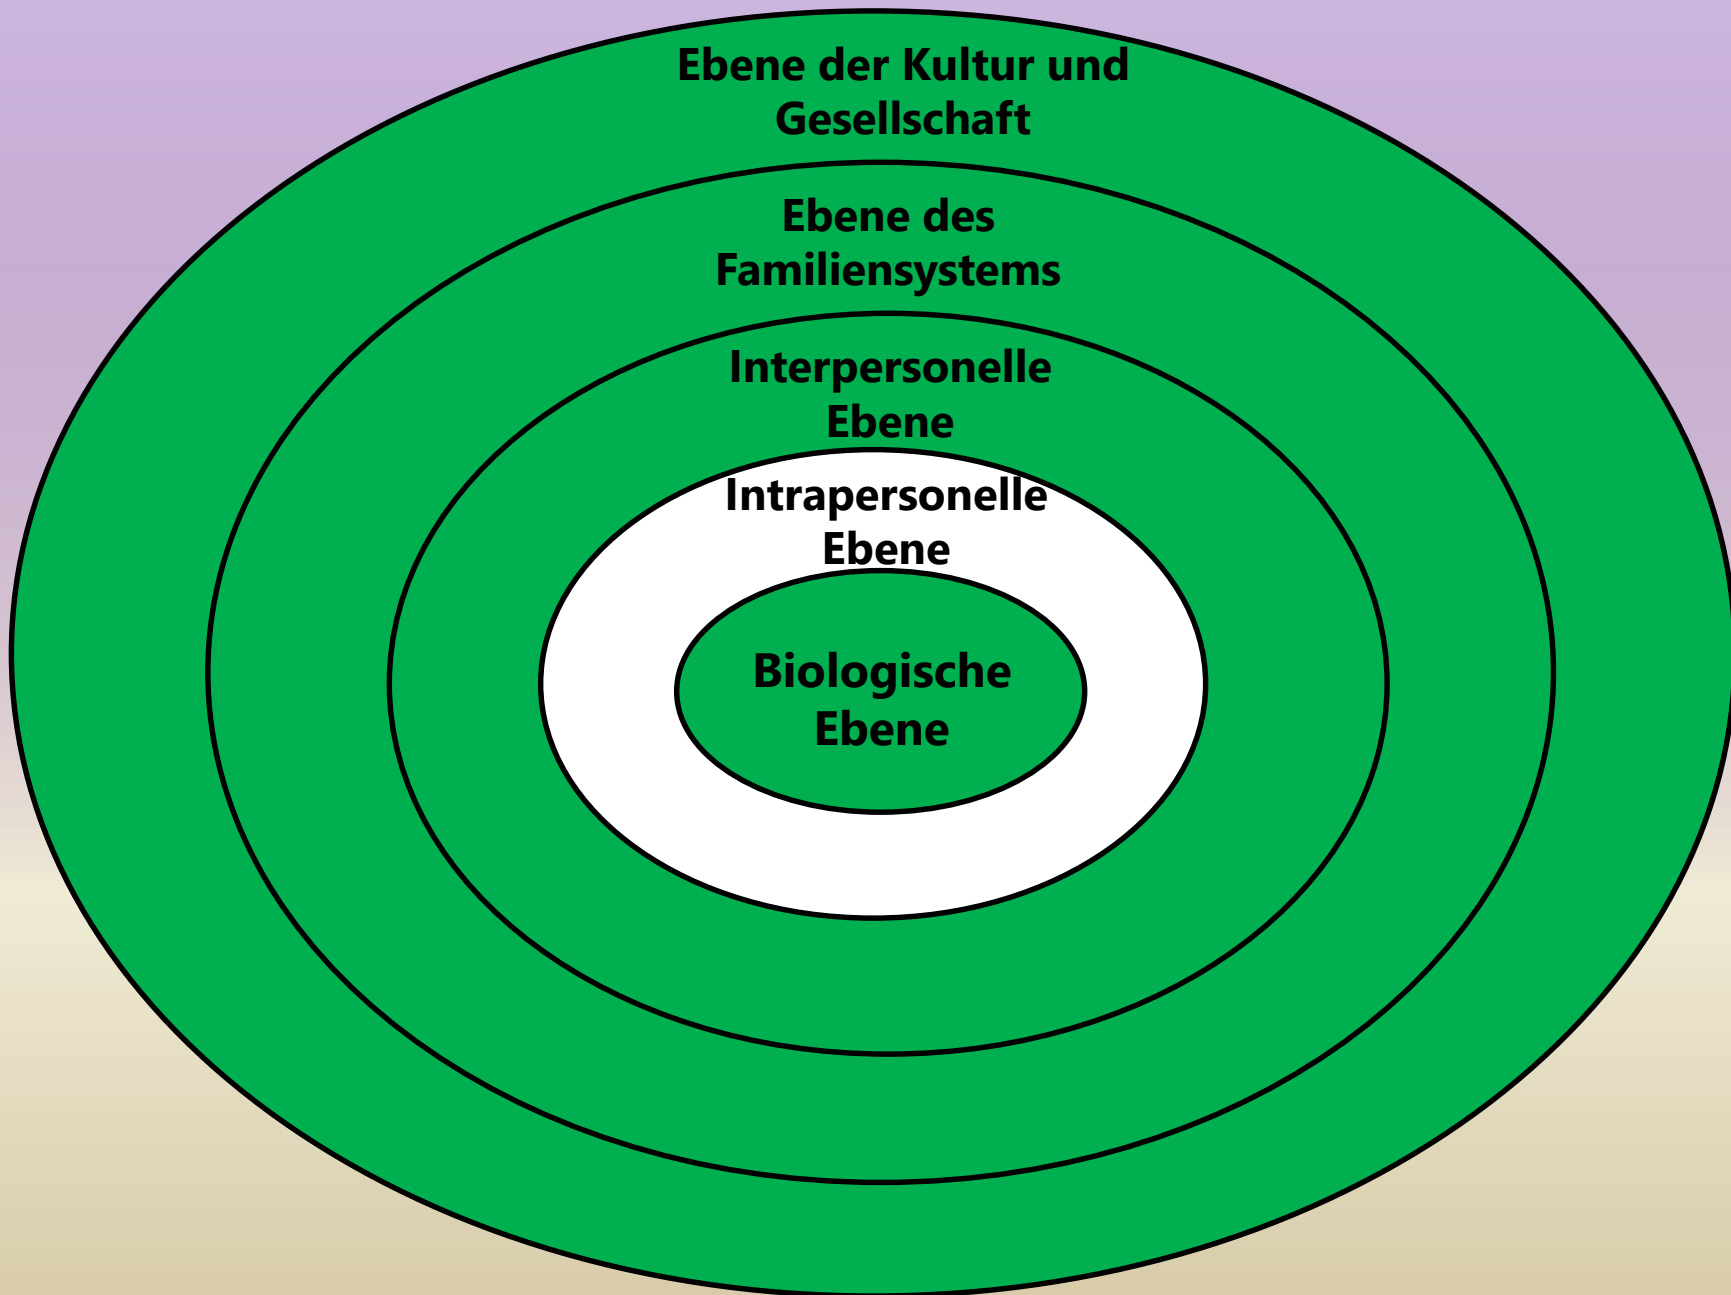 Ebene der Kultur und
Gesellschaft
Ebene des
Familiensystems
Interpersonelle
Ebene
Intrapersonelle
Ebene
Biologische
Ebene